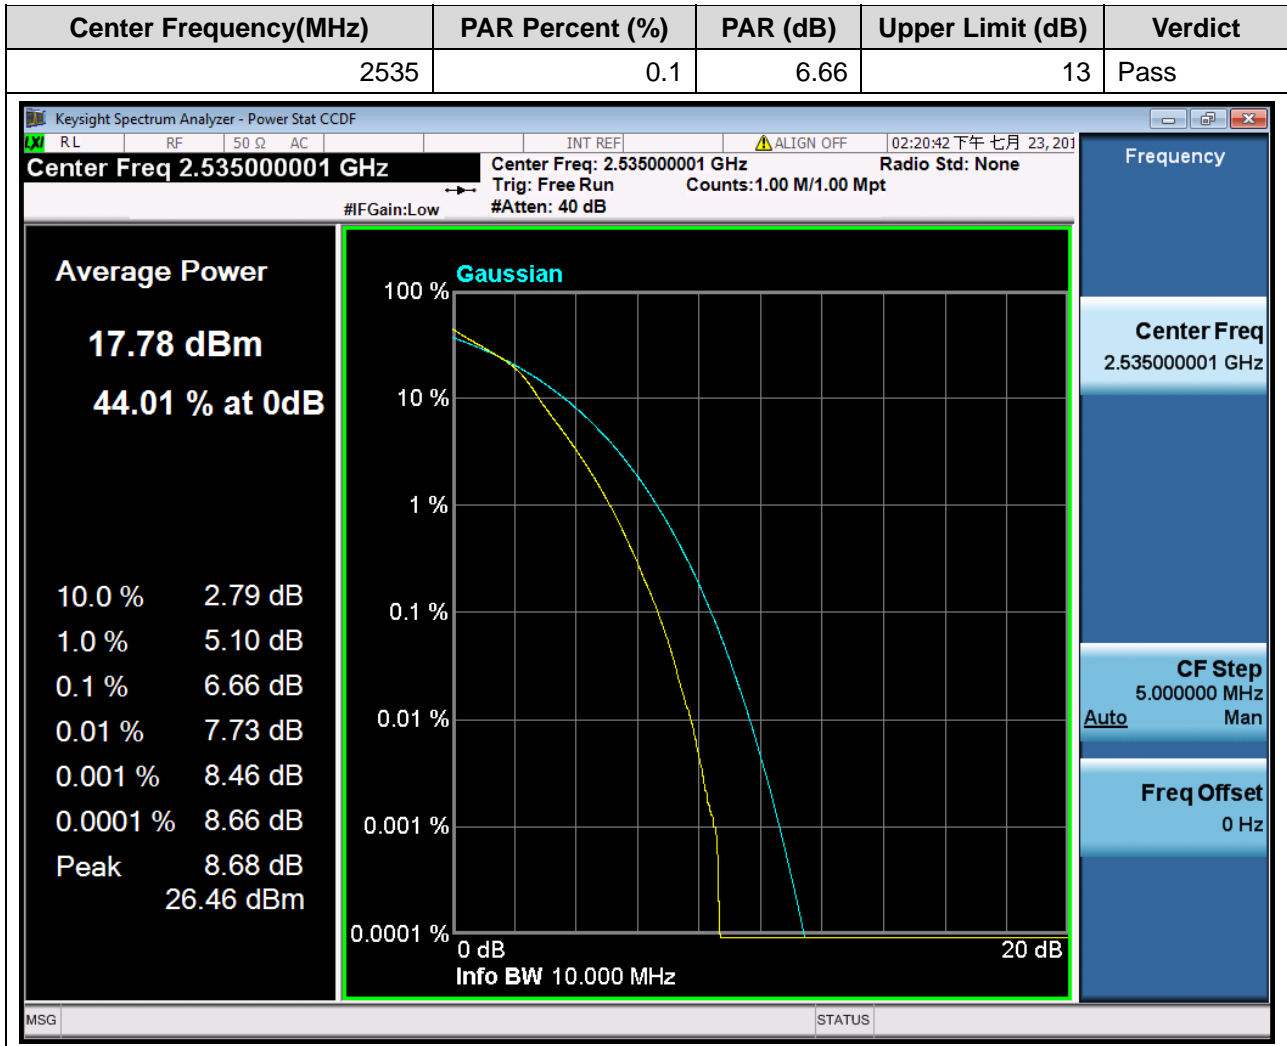 Center Frequency(MHz) PAR Percent (%) PAR (dB) Upper Limit (dB) Verdict
2535 0.1 6.66 13 Pass
Keysight Spectrum Analyzer - Power Stat CCDF
LXI RL RF 50 Ω AC INT REF ALIGN OFF 02:20:42 下午 七月 23, 201
Center Freq 2.535000001 GHz
#IFGain:Low
Center Freq: 2.535000001 GHz Radio Std: None
Trig: Free Run Counts:1.00 M/1.00 Mpt
#Atten: 40 dB
Average Power
17.78 dBm
44.01 % at 0dB
10.0 % 2.79 dB
1.0 % 5.10 dB
0.1 % 6.66 dB
0.01 % 7.73 dB
0.001 % 8.46 dB
0.0001 % 8.66 dB
Peak 8.68 dB
26.46 dBm
Gaussian
100 %
10 %
1 %
0.1 %
0.01 %
0.001 %
0.0001 %
0 dB 20 dB
Info BW 10.000 MHz
Frequency
Center Freq
2.535000001 GHz
CF Step
5.000000 MHz
Auto Man
Freq Offset
0 Hz
MSG STATUS